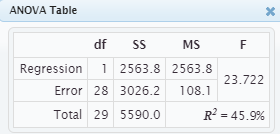 ANOVA Table
df SS MS F
Regression 1 2563.8 2563.8 23.722
Error 28 3026.2 108.1
Total 29 5590.0 R² = 45.9%